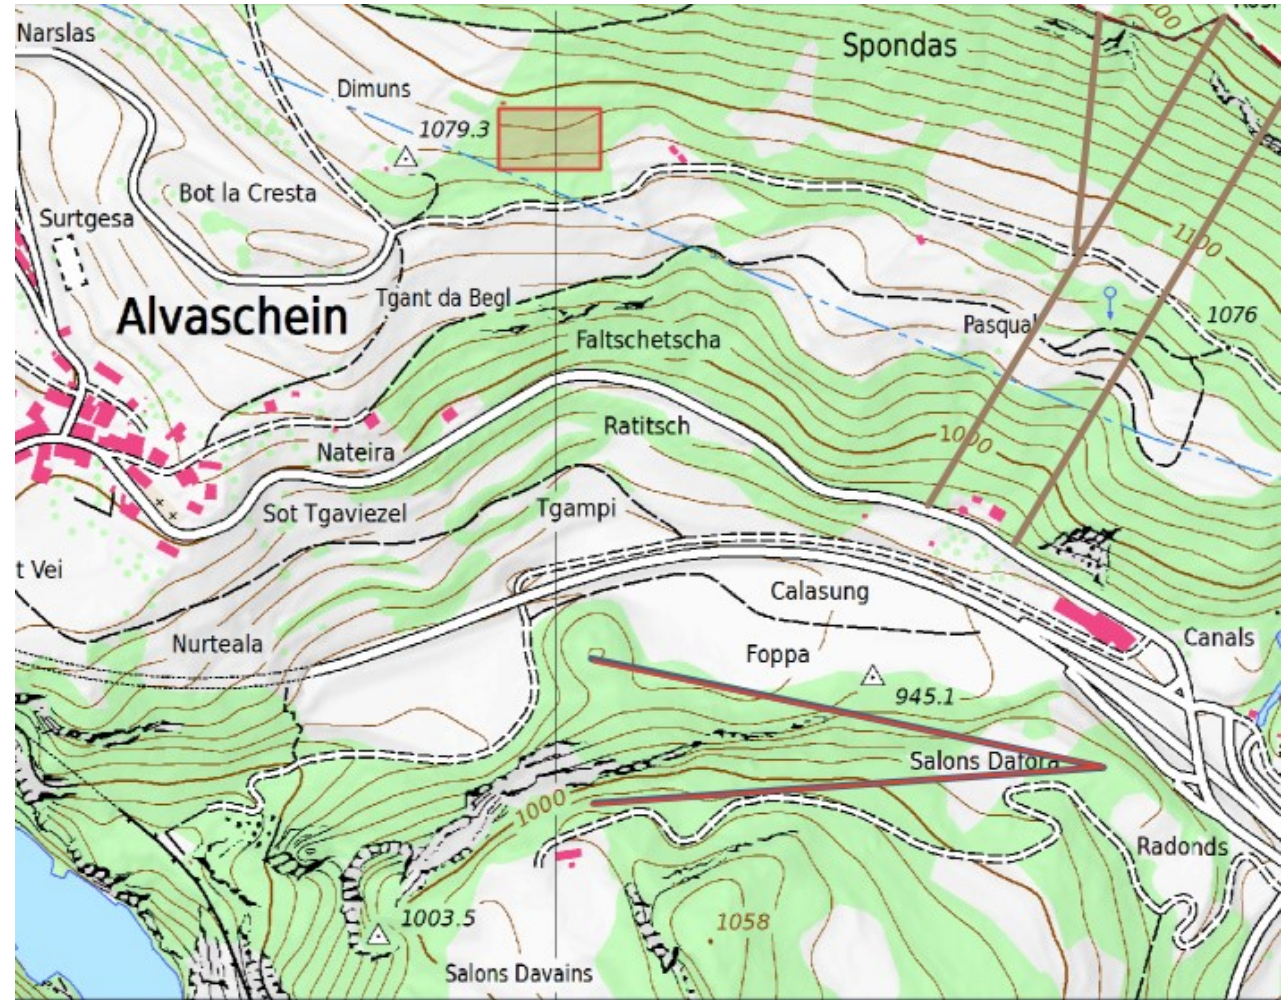 Narslas
200
Spondas
Dimuns
1079.3
Bot la Cresta
Surtgesa
1100
Tgant da Begl
Alvaschein
1076
Pasqual
Faltschetscha
Ratitsch
1000
Nateira
Sot Tgaviezel
Tgampi
t Vei
Calasung
Nurteala
Foppa
Canals
945.1
Salons Dafora
1000
Radonds
1003.5
1058
Salons Davains